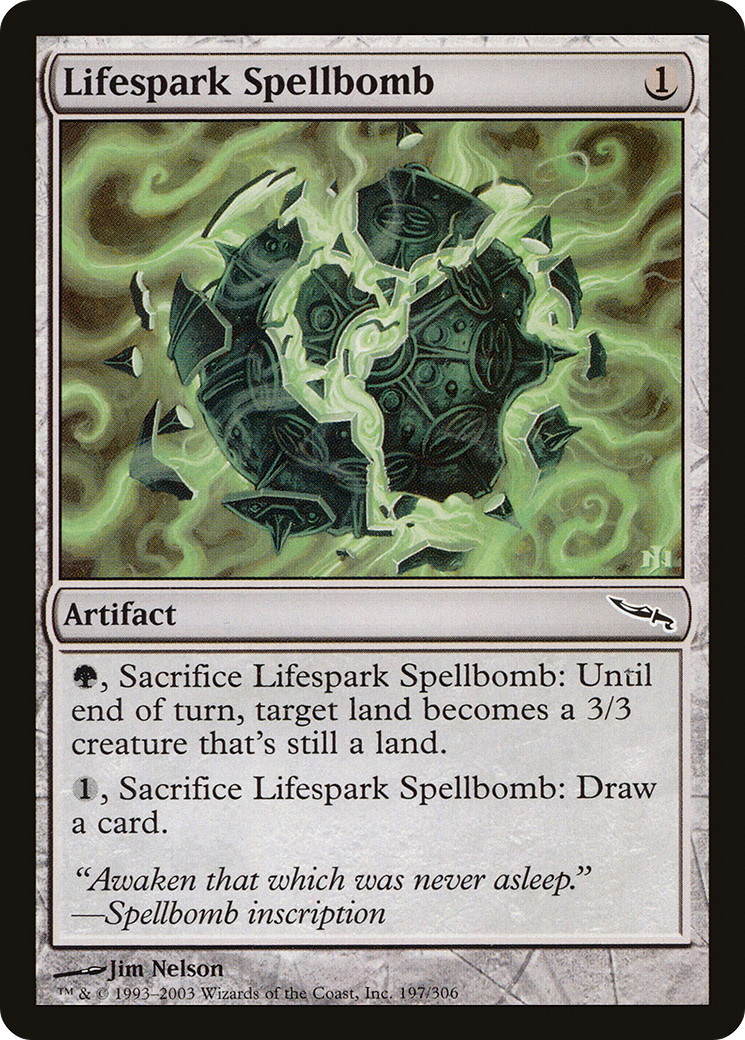 Lifespark Spellbomb 1
Artifact
, Sacrifice Lifespark Spellbomb: Until
end of turn, target land becomes a 3/3
creature that's still a land.
1, Sacrifice Lifespark Spellbomb: Draw
a card.
“Awaken that which was never asleep.”
—Spellbomb inscription
Jim Nelson
™ & © 1993–2003 Wizards of the Coast, Inc. 197/306